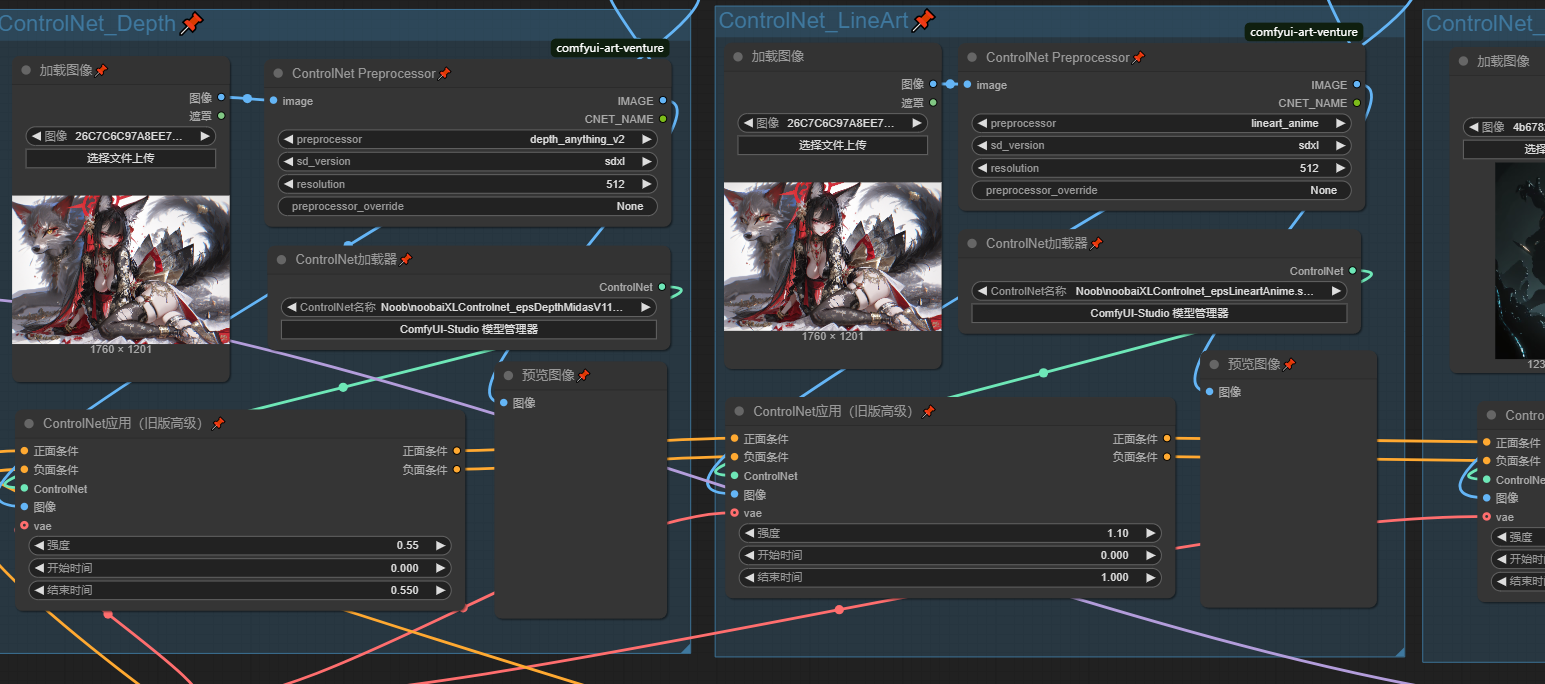 ControlNet_Depth
comfyui-art-venture
加载图像
图像
遮罩
图像 26C7C6C97A8EE7...
选择文件上传
1760 × 1201
ControlNet Preprocessor
image
IMAGE
CNET_NAME
preprocessor depth_anything_v2
sd_version sdxl
resolution 512
preprocessor_override None
ControlNet加载器
ControlNet
ControlNet名称 Noob\noobaiXLControlnet_epsDepthMidasV11...
ComfyUI-Studio 模型管理器
预览图像
图像
ControlNet应用（旧版高级）
正面条件 正面条件
负面条件 负面条件
ControlNet
图像
vae
强度 0.55
开始时间 0.000
结束时间 0.550
ControlNet_LineArt
comfyui-art-venture
加载图像
图像
遮罩
图像 26C7C6C97A8EE7...
选择文件上传
1760 × 1201
ControlNet Preprocessor
image
IMAGE
CNET_NAME
preprocessor lineart_anime
sd_version sdxl
resolution 512
preprocessor_override None
ControlNet加载器
ControlNet
ControlNet名称 Noob\noobaiXLControlnet_epsLineartAnime.s...
ComfyUI-Studio 模型管理器
预览图像
图像
ControlNet应用（旧版高级）
正面条件 正面条件
负面条件 负面条件
ControlNet
图像
vae
强度 1.10
开始时间 0.000
结束时间 1.000
ControlNet_
加载图像
图像 4b678
选择
123
Contro
正面条件
负面条件
ControlNe
图像
vae
强度
开始时
结束时